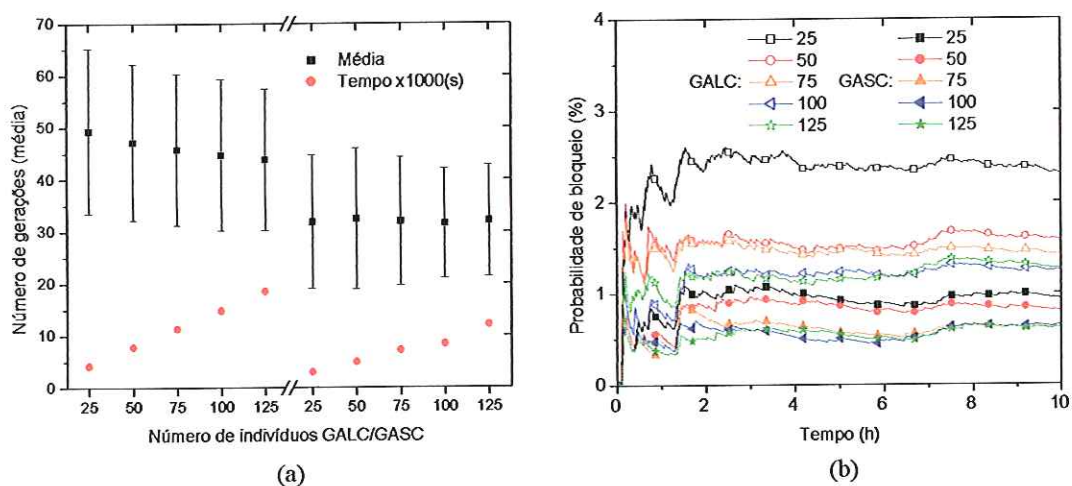 70
60
50
40
30
20
10
0
Número de gerações (média)
Média
Tempo x1000(s)
25 50 75 100 125 25 50 75 100 125
Número de indivíduos GALC/GASC
(a)
4
3
2
1
0
Probabilidade de bloqueio (%)
GALC:
25
50
75
100
125
GASC:
25
50
75
100
125
0 2 4 6 8 10
Tempo (h)
(b)